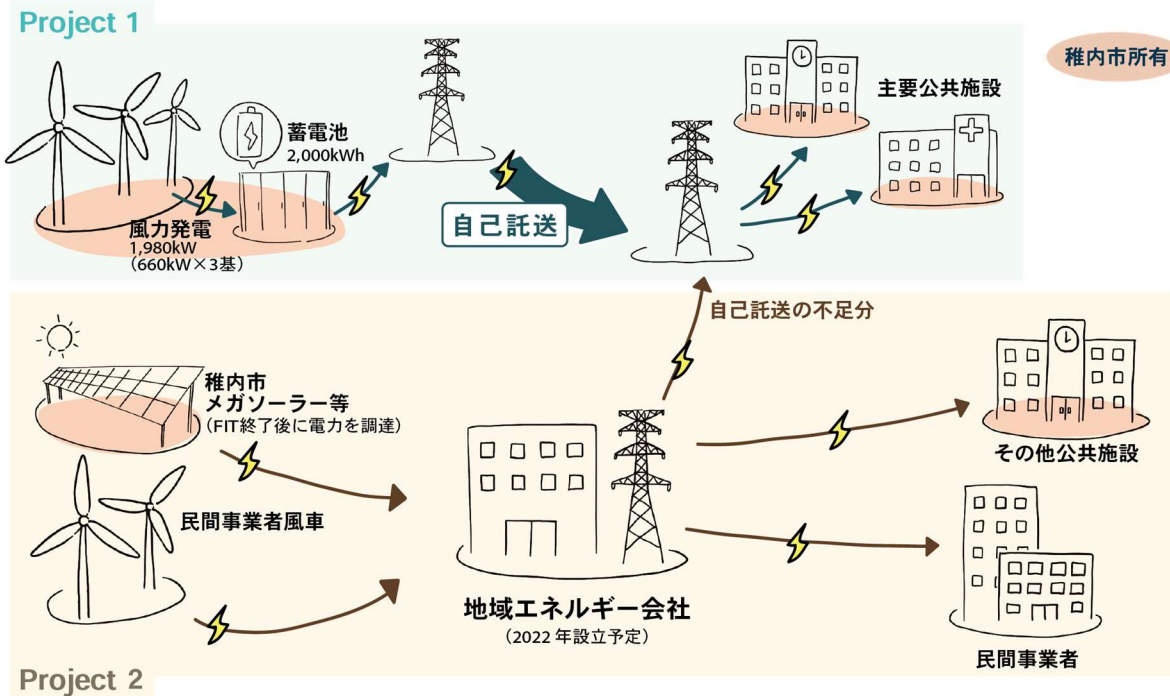 Project 1
稚内市所有
蓄電池
2,000kWh
主要公共施設
風力発電
1,980kW
（660kW×3基）
自己託送
自己託送の不足分
稚内市
メガソーラー等
（FIT終了後に電力を調達）
その他公共施設
民間事業者風車
地域エネルギー会社
（2022年設立予定）
民間事業者
Project 2